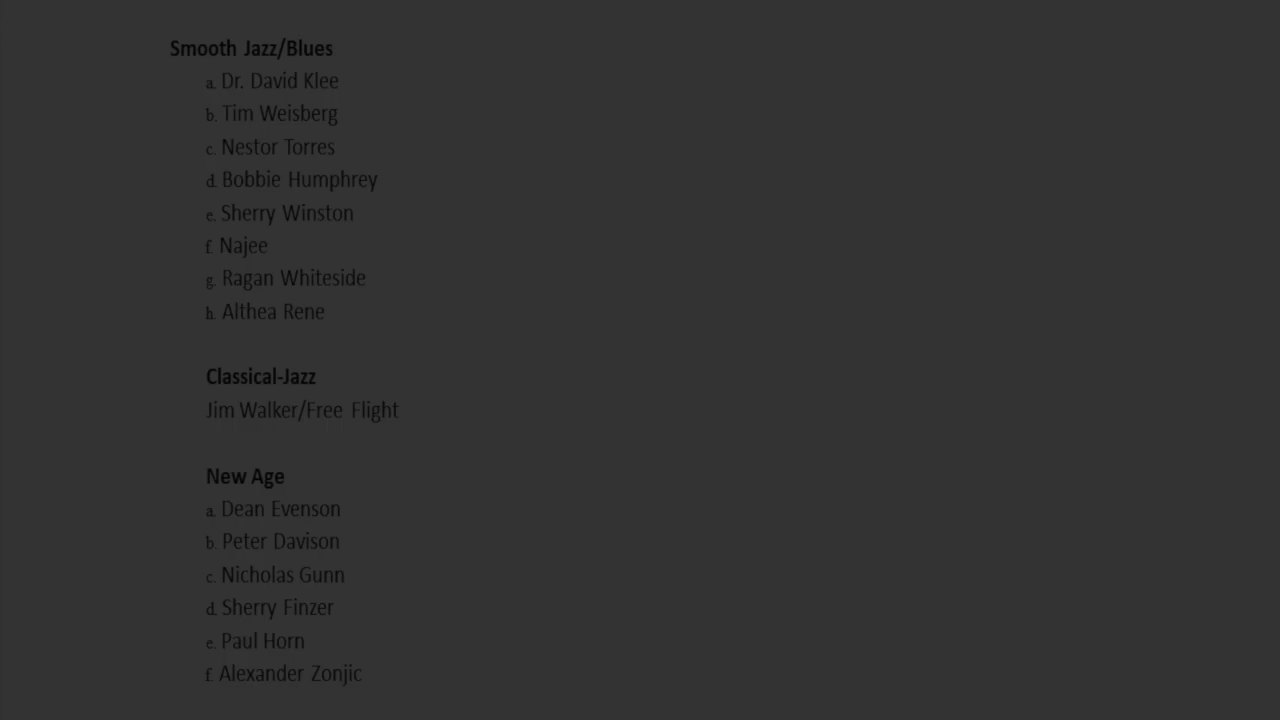 Smooth Jazz/Blues
a. Dr. David Klee
b. Tim Weisberg
c. Nestor Torres
d. Bobbie Humphrey
e. Sherry Winston
f. Najee
g. Ragan Whiteside
h. Althea Rene
Classical-Jazz
Jim Walker/Free Flight
New Age
a. Dean Evenson
b. Peter Davison
c. Nicholas Gunn
d. Sherry Finzer
e. Paul Horn
f. Alexander Zonjic